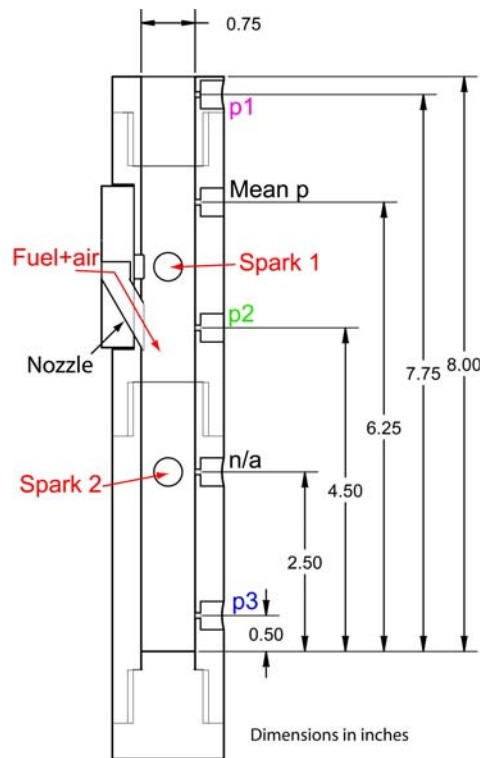 0.75
p1
Mean p
Fuel+air
Spark 1
p2
Nozzle
7.75
8.00
6.25
n/a
Spark 2
4.50
2.50
p3
0.50
Dimensions in inches